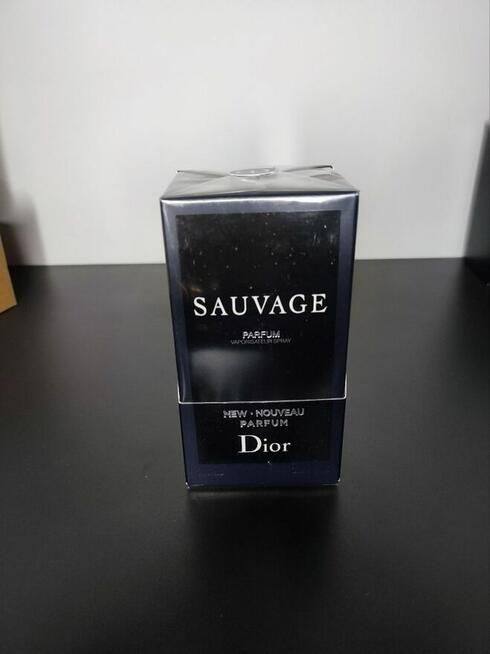 SAUVAGE
PARFUM
VAPORISATEUR SPRAY
NEW • NOUVEAU
PARFUM
Dior